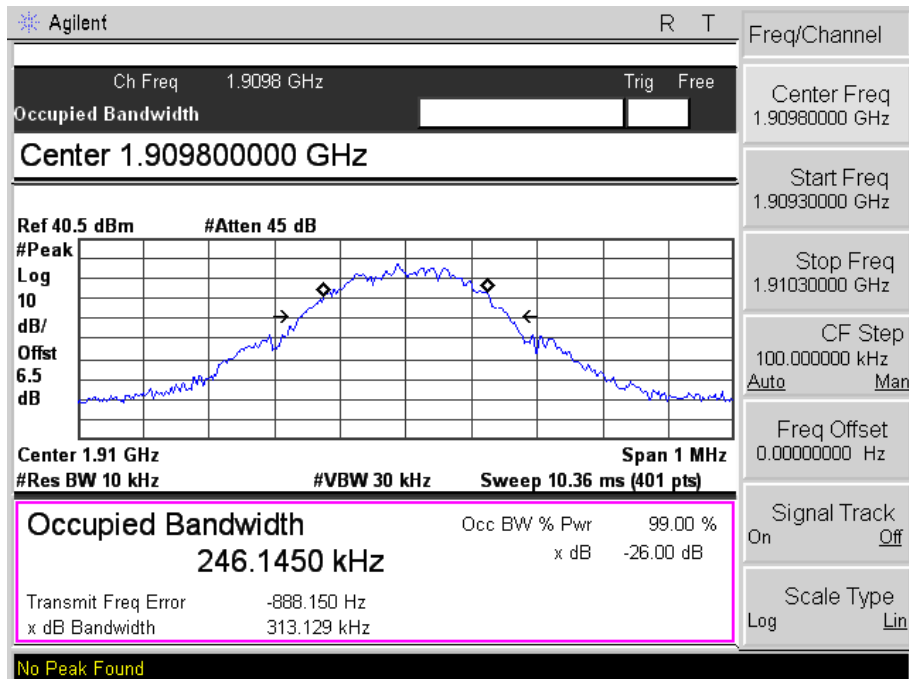 Agilent R T
Ch Freq 1.9098 GHz Trig Free
Occupied Bandwidth
Center 1.909800000 GHz
Ref 40.5 dBm #Atten 45 dB
#Peak
Log
10
dB/
Offst
6.5
dB
Center 1.91 GHz Span 1 MHz
#Res BW 10 kHz #VBW 30 kHz Sweep 10.36 ms (401 pts)
Occupied Bandwidth Occ BW % Pwr 99.00 %
246.1450 kHz x dB -26.00 dB
Transmit Freq Error -888.150 Hz
x dB Bandwidth 313.129 kHz
No Peak Found
Freq/Channel
Center Freq
1.90980000 GHz
Start Freq
1.90930000 GHz
Stop Freq
1.91030000 GHz
CF Step
100.000000 kHz
Auto Man
Freq Offset
0.00000000 Hz
Signal Track
On Off
Scale Type
Log Lin